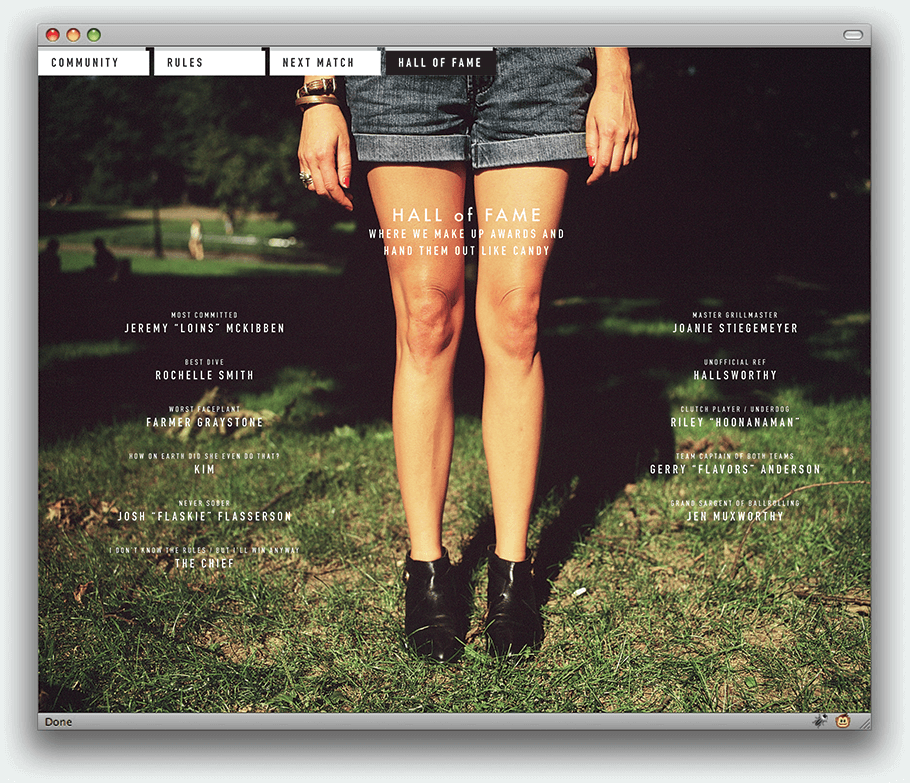 COMMUNITY
RULES
NEXT MATCH
HALL OF FAME
HALL of FAME
WHERE WE MAKE UP AWARDS AND
HAND THEM OUT LIKE CANDY
MOST COMMITTED
JEREMY “LOINS” MCKIBBEN
BEST DIVE
ROCHELLE SMITH
WORST FACEPLANT
FARMER GRAYSTONE
HOW ON EARTH DID SHE EVEN DO THAT?
KIM
NEVER SOBER
JOSH “FLASKIE” FLASSERSON
I DON'T KNOW THE RULES / BUT I'LL WIN ANYWAY
THE CHIEF
MASTER GRILLMASTER
JOANIE STIEGEMEYER
UNOFFICIAL REF
HALLSWORTHY
CLUTCH PLAYER / UNDERDOG
RILEY “HOONANAMAN”
TEAM CAPTAIN OF BOTH TEAMS
GERRY “FLAVORS” ANDERSON
GRAND SARGENT OF BALLROLLING
JEN MUXWORTHY
Done